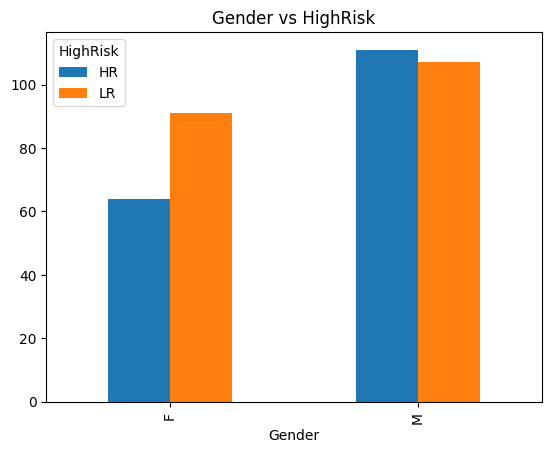 Gender vs HighRisk
HighRisk
HR
LR
100
80
60
40
20
0
F
M
Gender